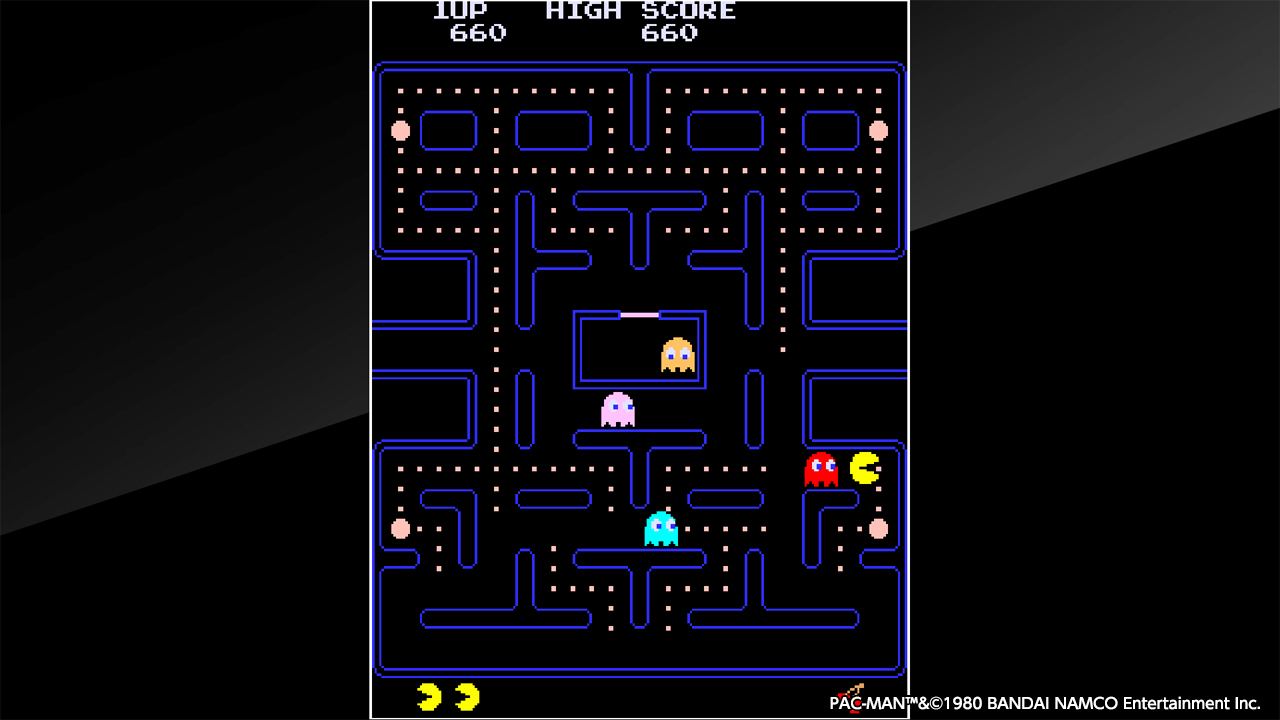 1UP HIGH SCORE
660 660
PAC-MAN™&©1980 BANDAI NAMCO Entertainment Inc.